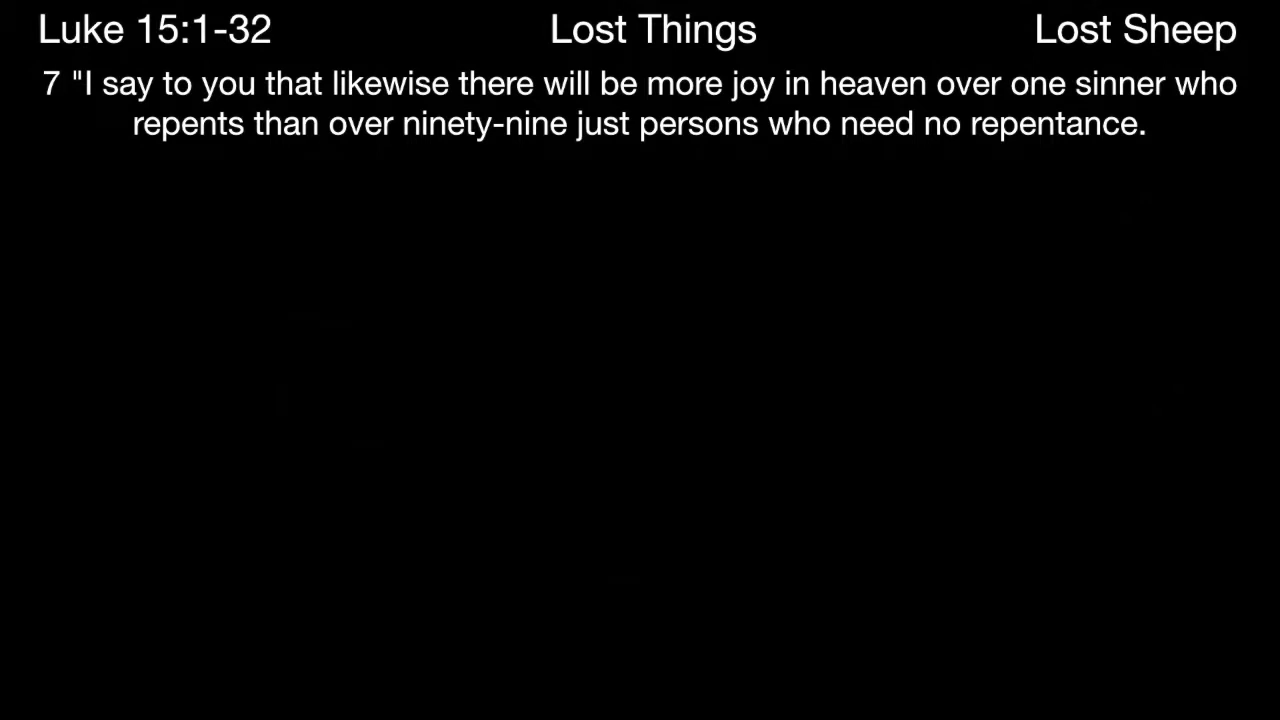 Luke 15:1-32 Lost Things Lost Sheep
7 "I say to you that likewise there will be more joy in heaven over one sinner who
repents than over ninety-nine just persons who need no repentance.